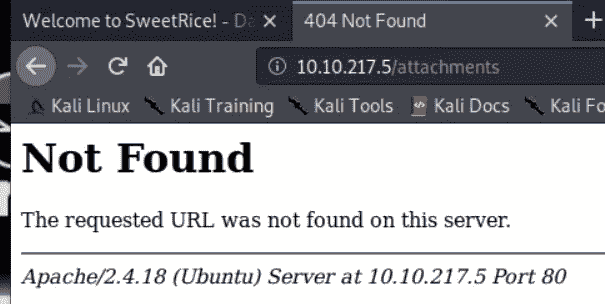 Welcome to SweetRice! - Da
404 Not Found
10.10.217.5/attachments
Kali Linux Kali Training Kali Tools Kali Docs Kali Fo
Not Found
The requested URL was not found on this server.
Apache/2.4.18 (Ubuntu) Server at 10.10.217.5 Port 80